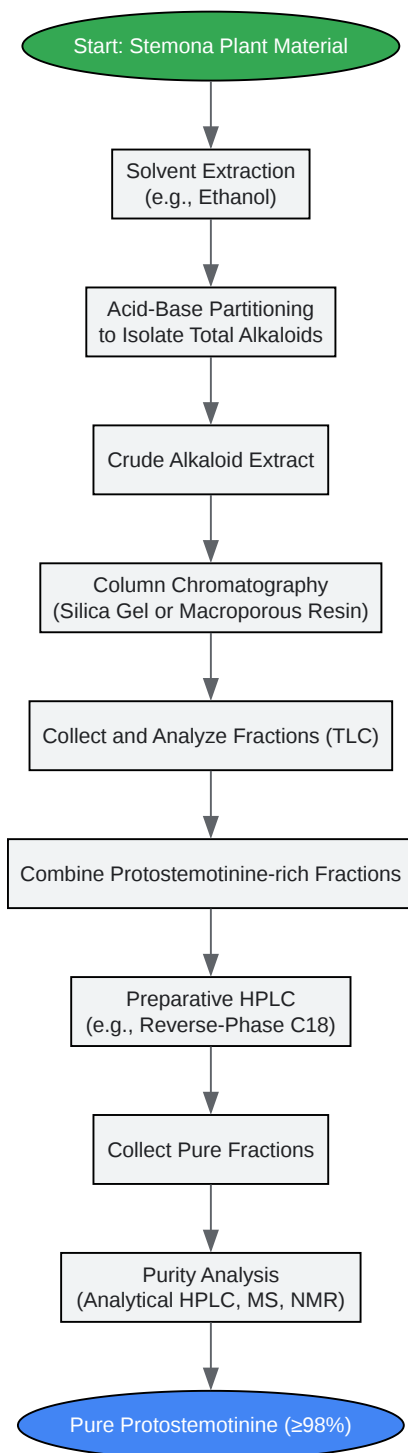 Start: Stemona Plant Material
Solvent Extraction
(e.g., Ethanol)
Acid-Base Partitioning
to Isolate Total Alkaloids
Crude Alkaloid Extract
Column Chromatography
(Silica Gel or Macroporous Resin)
Collect and Analyze Fractions (TLC)
Combine Protostemotinine-rich Fractions
Preparative HPLC
(e.g., Reverse-Phase C18)
Collect Pure Fractions
Purity Analysis
(Analytical HPLC, MS, NMR)
Pure Protostemotinine (≥98%)